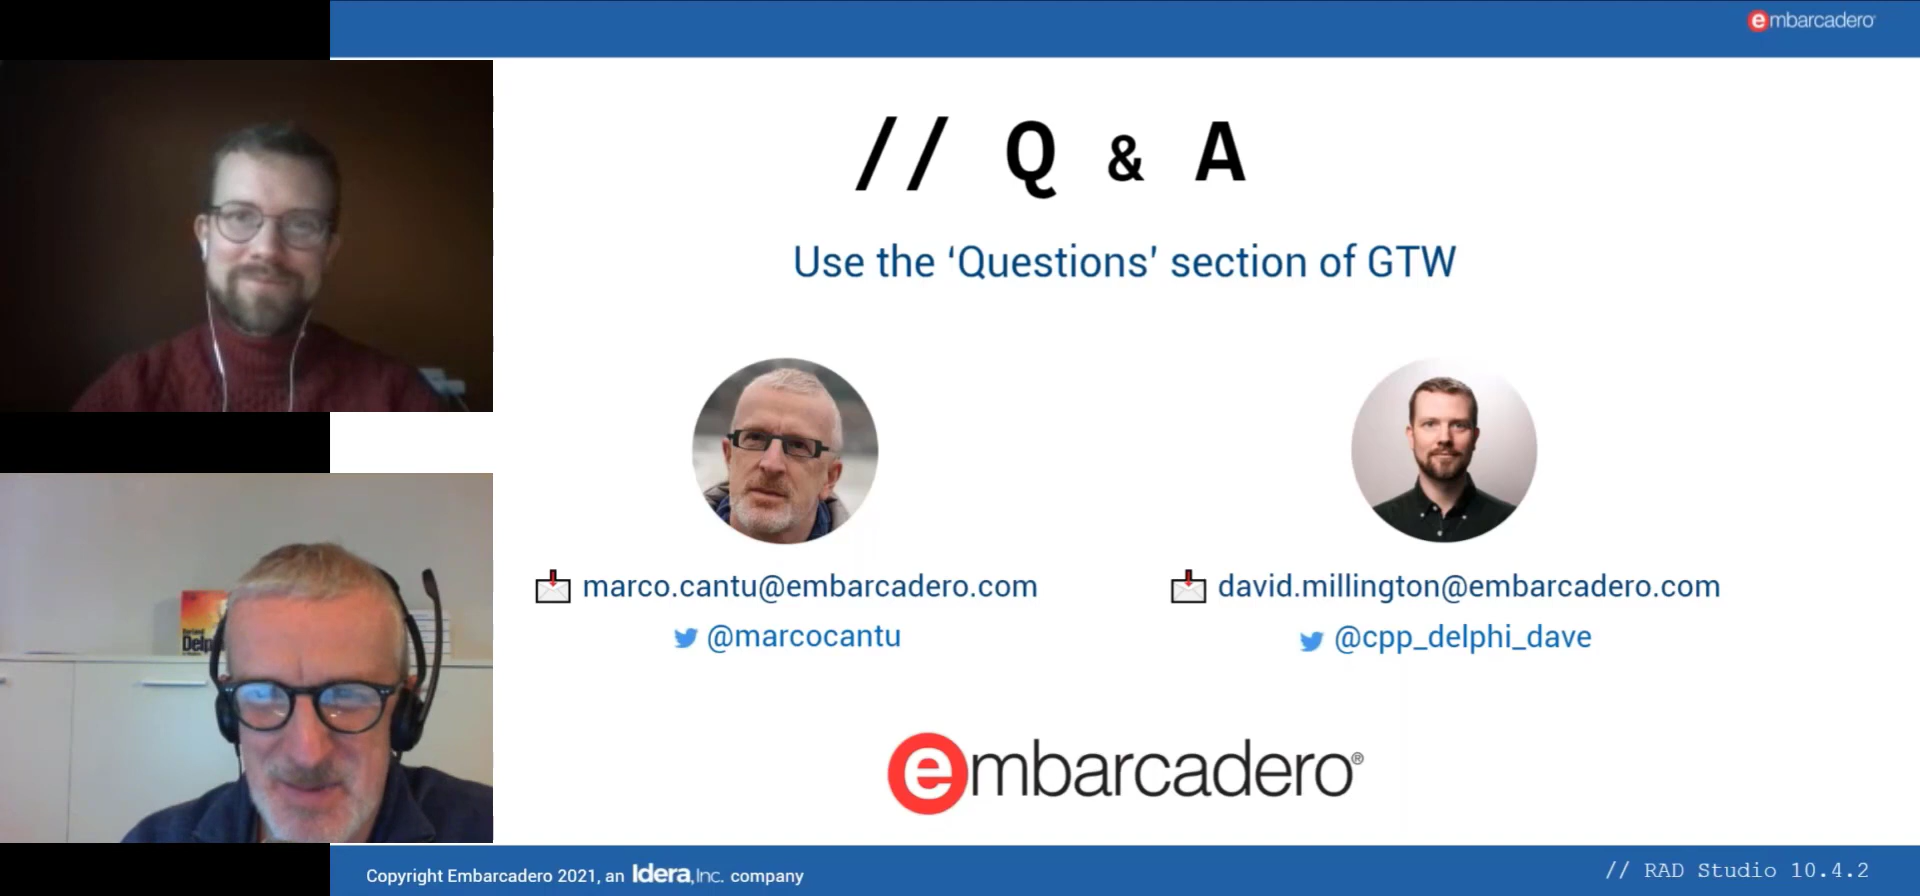 embarcadero
// Q & A
Use the ‘Questions’ section of GTW
marco.cantu@embarcadero.com
@marcocantu
david.millington@embarcadero.com
@cpp_delphi_dave
Delp
embarcadero®
Copyright Embarcadero 2021, an Idera, Inc. company
// RAD Studio 10.4.2